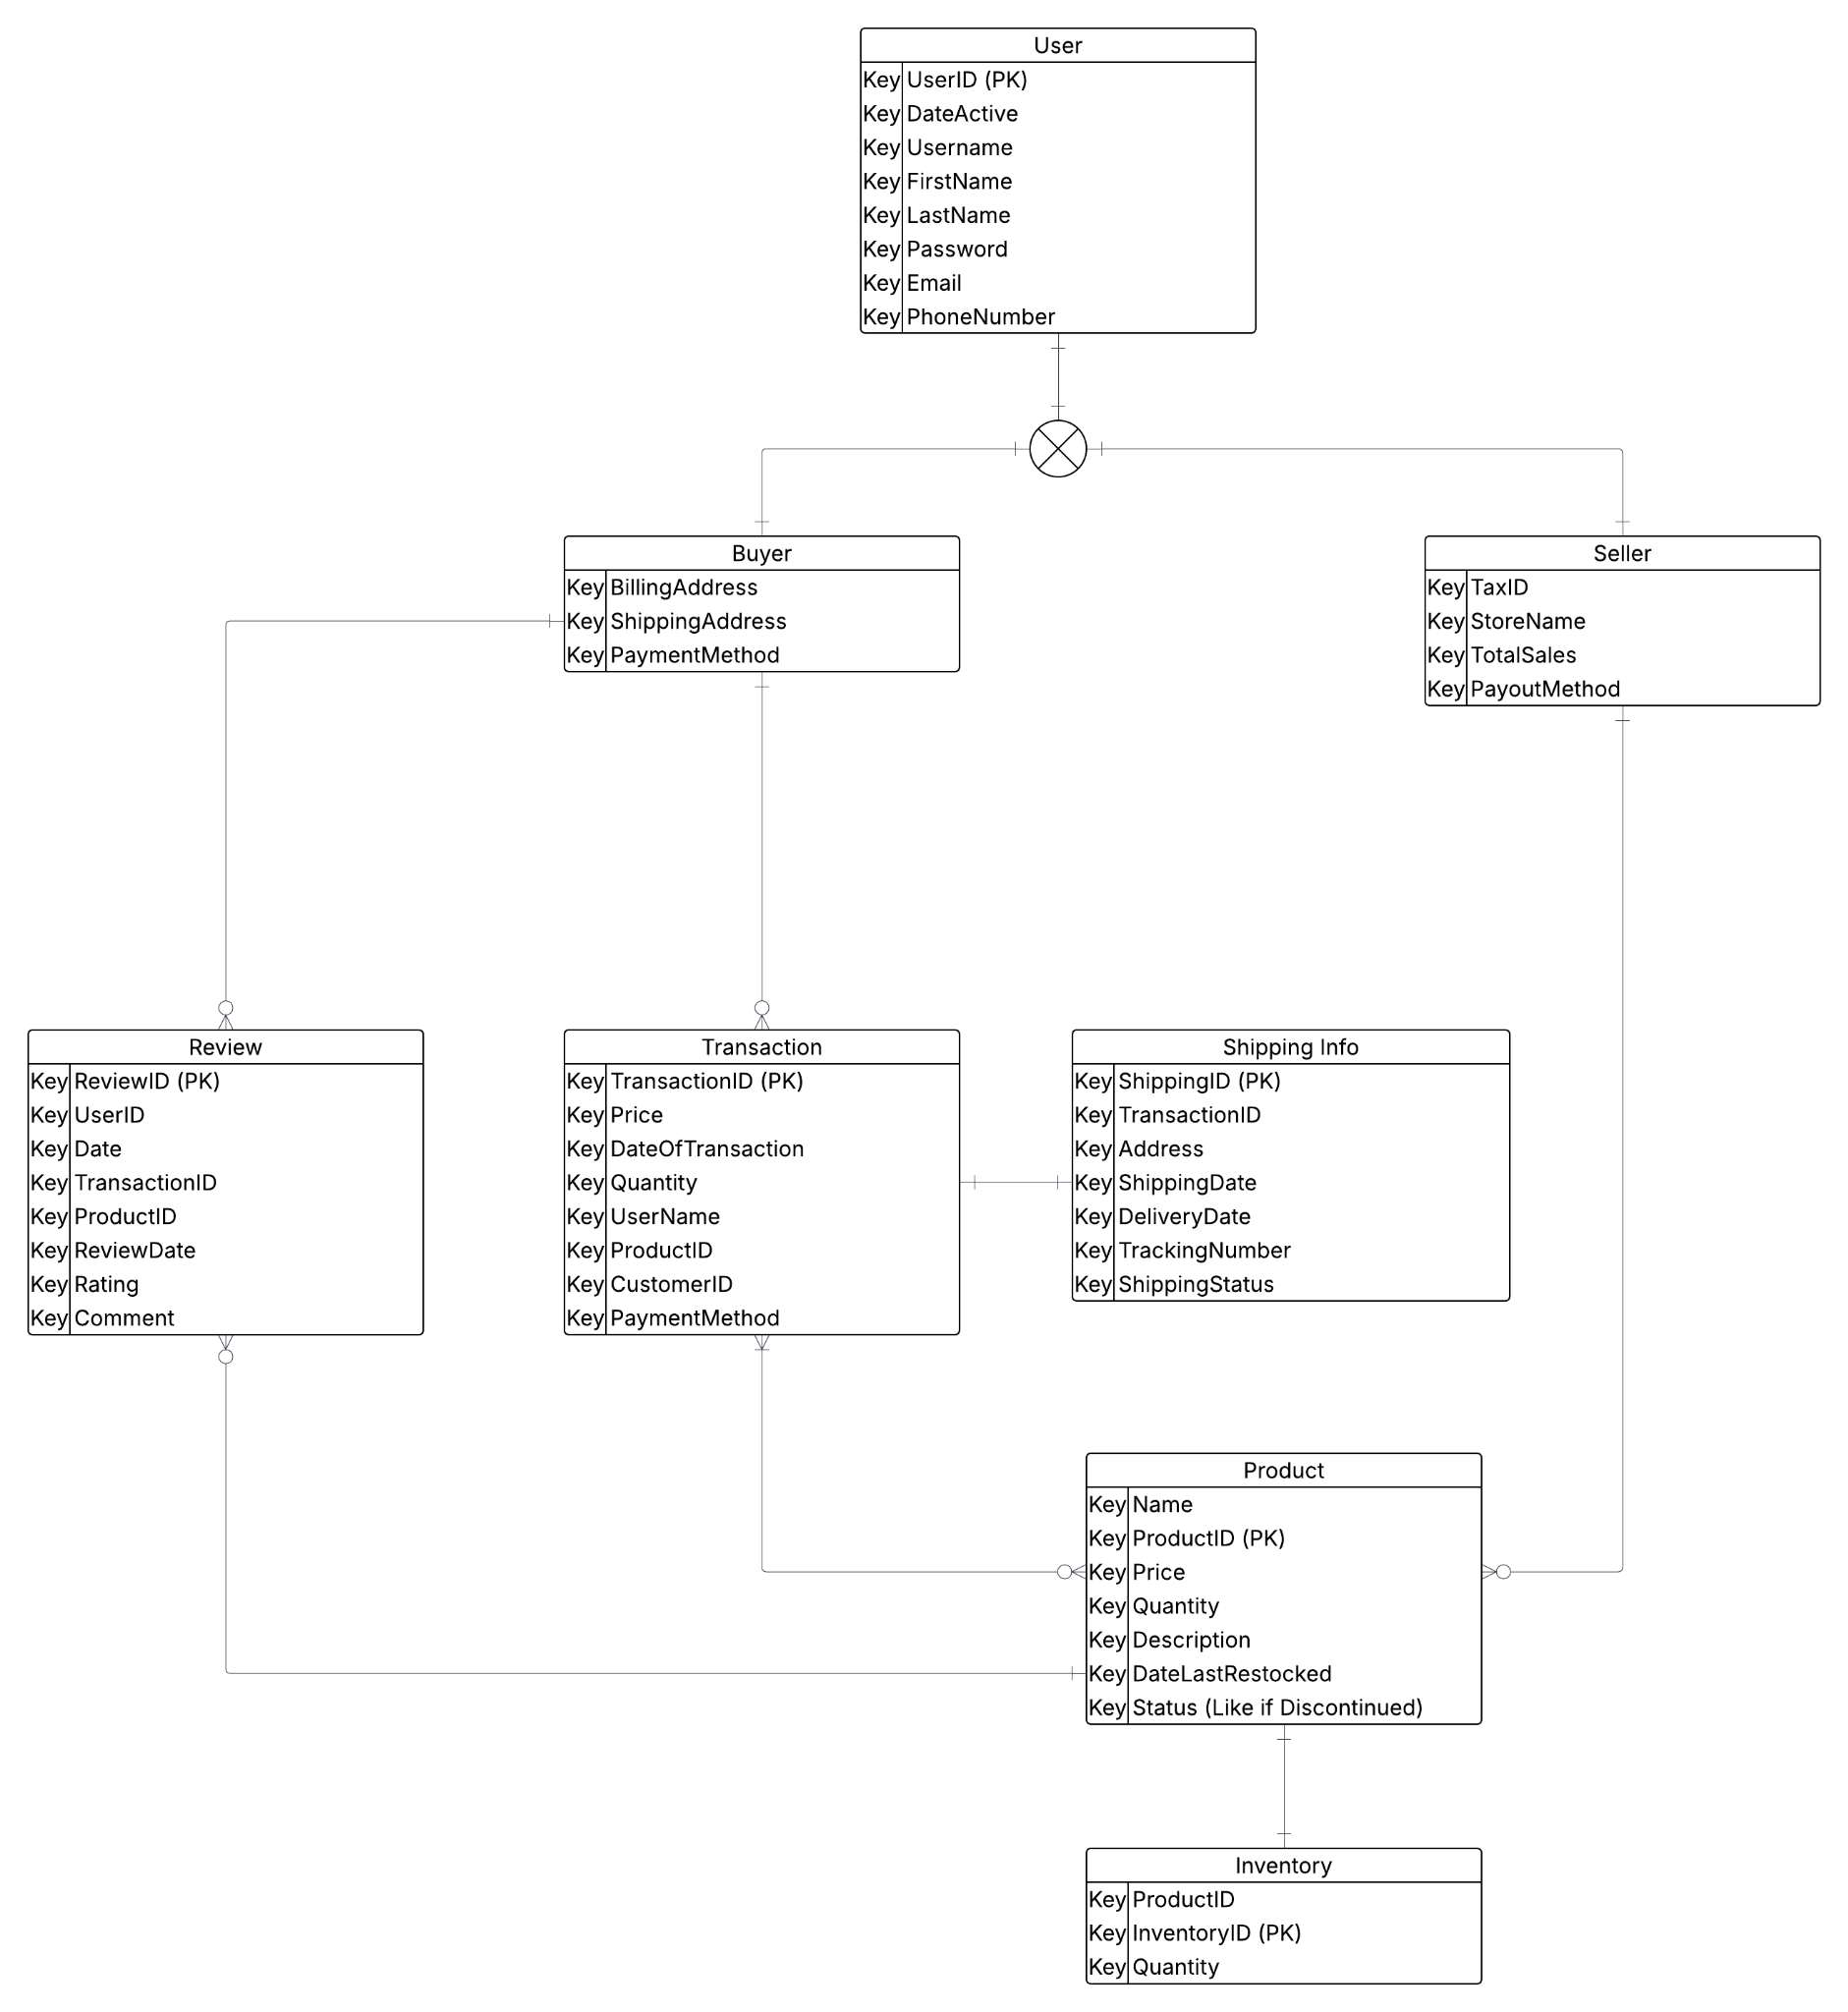 User
Key UserID (PK)
Key DateActive
Key Username
Key FirstName
Key LastName
Key Password
Key Email
Key PhoneNumber
Buyer
Key BillingAddress
Key ShippingAddress
Key PaymentMethod
Seller
Key TaxID
Key StoreName
Key TotalSales
Key PayoutMethod
Review
Key ReviewID (PK)
Key UserID
Key Date
Key TransactionID
Key ProductID
Key ReviewDate
Key Rating
Key Comment
Transaction
Key TransactionID (PK)
Key Price
Key DateOfTransaction
Key Quantity
Key UserName
Key ProductID
Key CustomerID
Key PaymentMethod
Shipping Info
Key ShippingID (PK)
Key TransactionID
Key Address
Key ShippingDate
Key DeliveryDate
Key TrackingNumber
Key ShippingStatus
Product
Key Name
Key ProductID (PK)
Key Price
Key Quantity
Key Description
Key DateLastRestocked
Key Status (Like if Discontinued)
Inventory
Key ProductID
Key InventoryID (PK)
Key Quantity